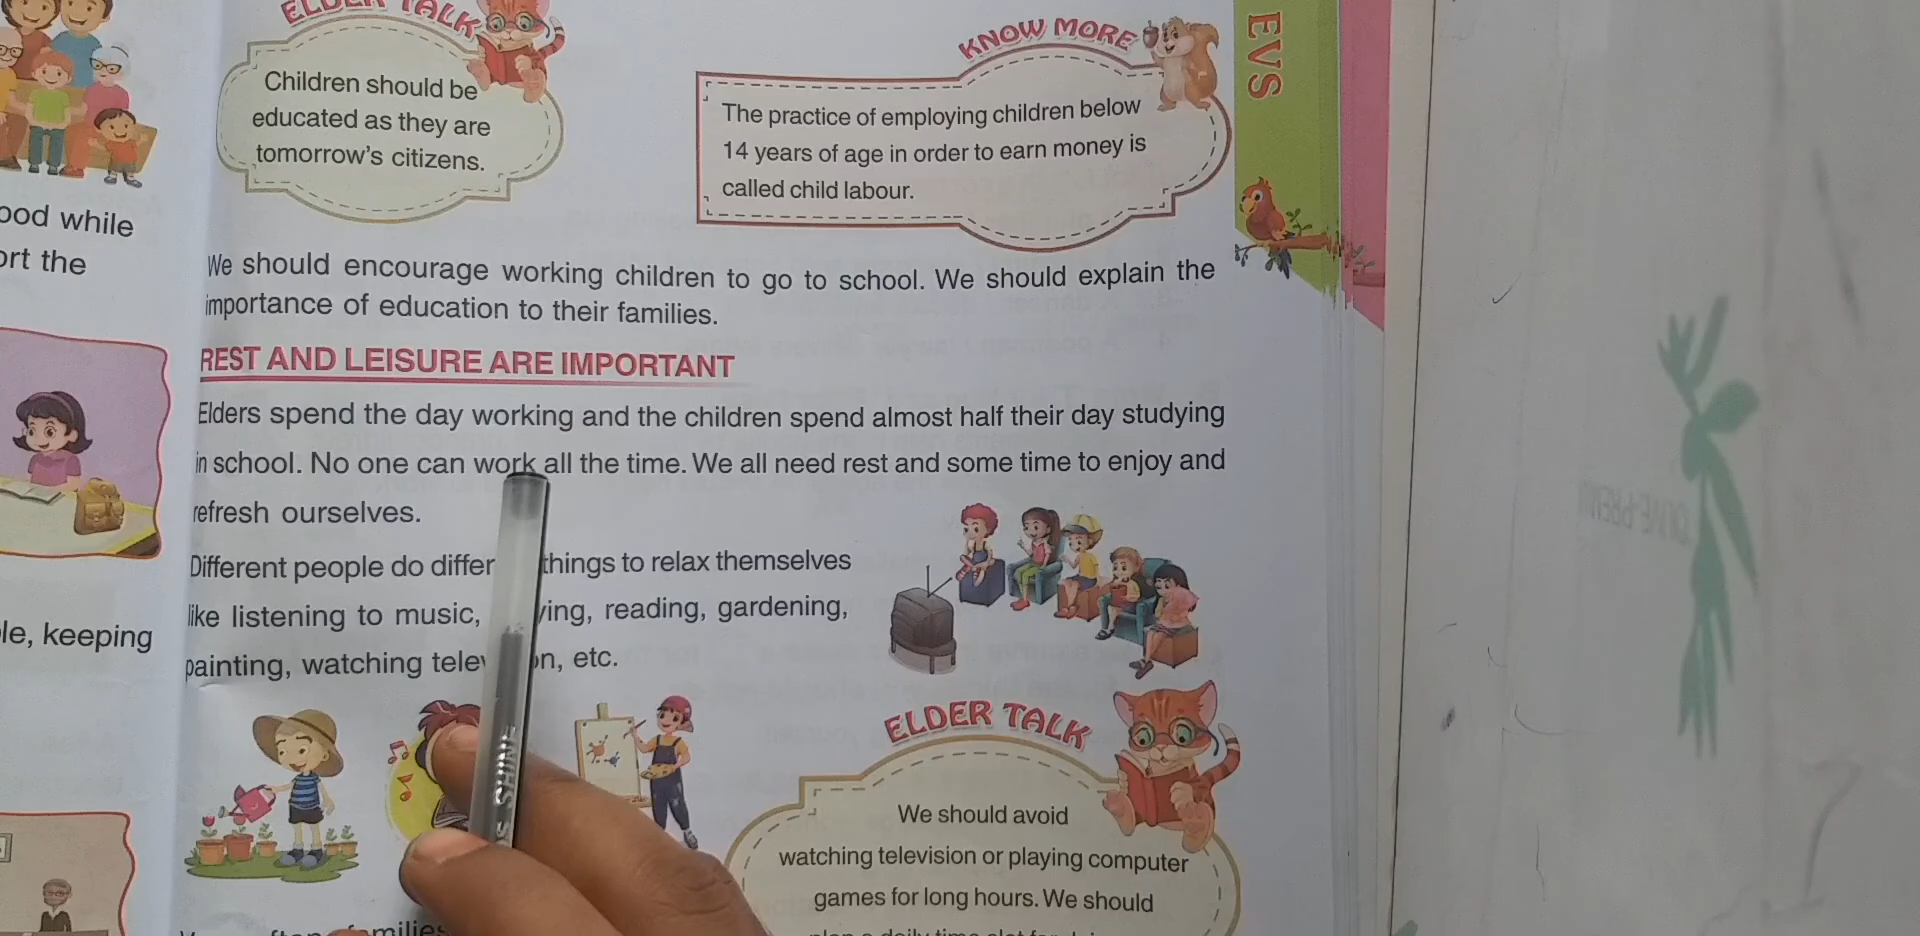 ELDER TALK
Children should be
educated as they are
tomorrow's citizens.
KNOW MORE
The practice of employing children below
14 years of age in order to earn money is
called child labour.
EVS
ood while
ort the
We should encourage working children to go to school. We should explain the
importance of education to their families.
REST AND LEISURE ARE IMPORTANT
Elders spend the day working and the children spend almost half their day studying
in school. No one can work all the time. We all need rest and some time to enjoy and
refresh ourselves.
Different people do differ things to relax themselves
like listening to music, ying, reading, gardening,
painting, watching tele on, etc.
le, keeping
ELDER TALK
We should avoid
watching television or playing computer
games for long hours. We should
SHINE